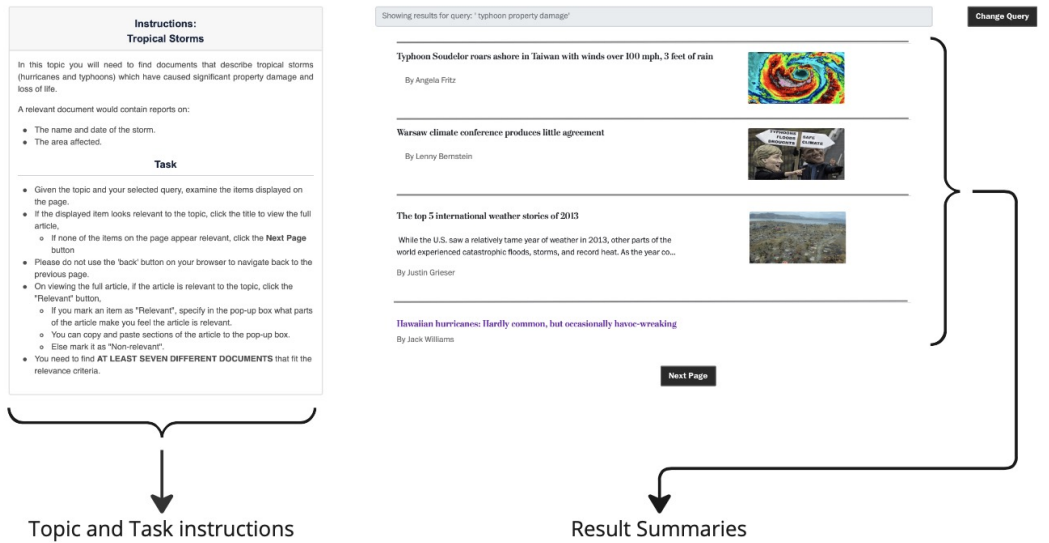 Instructions:
Tropical Storms
In this topic you will need to find documents that describe tropical storms
(hurricanes and typhoons) which have caused significant property damage and
loss of life.
A relevant document would contain reports on:
• The name and date of the storm.
• The area affected.
Task
• Given the topic and your selected query, examine the items displayed on
the page.
• If the displayed item looks relevant to the topic, click the title to view the full
article,
o If none of the items on the page appear relevant, click the Next Page
button
• Please do not use the 'back' button on your browser to navigate back to the
previous page.
• On viewing the full article, if the article is relevant to the topic, click the
"Relevant" button,
o If you mark an item as "Relevant", specify in the pop-up box what parts
of the article make you feel the article is relevant.
o You can copy and paste sections of the article to the pop-up box.
o Else mark it as "Non-relevant".
• You need to find AT LEAST SEVEN DIFFERENT DOCUMENTS that fit the
relevance criteria.
Topic and Task instructions
Showing results for query: ' typhoon property damage'
Change Query
Typhoon Soudelor roars ashore in Taiwan with winds over 100 mph, 3 feet of rain
By Angela Fritz
Warsaw climate conference produces little agreement
By Lenny Bernstein
TYPHOONS
FLOODS
DROUGHTS
SAFE
CLIMATE
The top 5 international weather stories of 2013
While the U.S. saw a relatively tame year of weather in 2013, other parts of the
world experienced catastrophic floods, storms, and record heat. As the year co...
By Justin Grieser
Hawaiian hurricanes: Hardly common, but occasionally havoc-wreaking
By Jack Williams
Next Page
Result Summaries